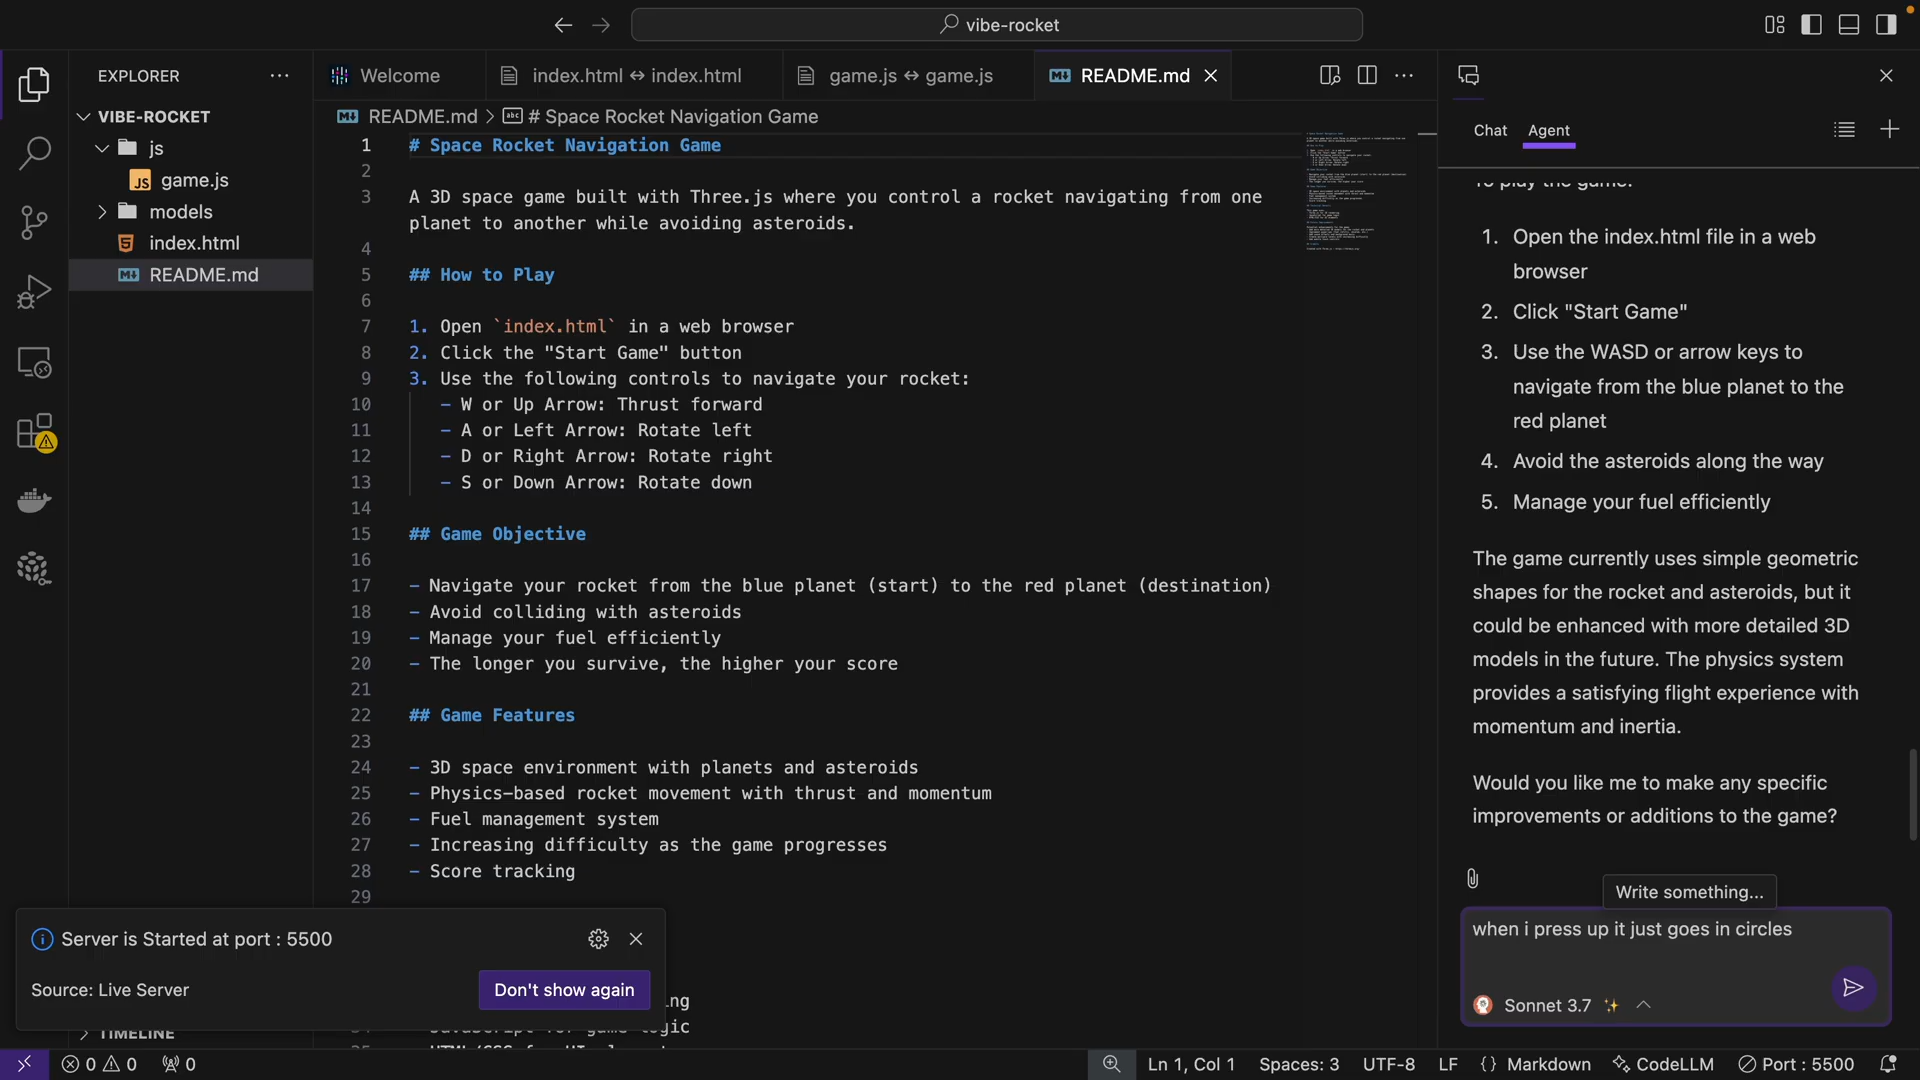 vibe-rocket
EXPLORER
Welcome
index.html ↔ index.html
game.js ↔ game.js
README.md
VIBE-ROCKET
js
game.js
models
index.html
README.md
TIMELINE
README.md > # Space Rocket Navigation Game
1 # Space Rocket Navigation Game
2
3 A 3D space game built with Three.js where you control a rocket navigating from one
planet to another while avoiding asteroids.
4
5 ## How to Play
6
7 1. Open `index.html` in a web browser
8 2. Click the "Start Game" button
9 3. Use the following controls to navigate your rocket:
10 - W or Up Arrow: Thrust forward
11 - A or Left Arrow: Rotate left
12 - D or Right Arrow: Rotate right
13 - S or Down Arrow: Rotate down
14
15 ## Game Objective
16
17 - Navigate your rocket from the blue planet (start) to the red planet (destination)
18 - Avoid colliding with asteroids
19 - Manage your fuel efficiently
20 - The longer you survive, the higher your score
21
22 ## Game Features
23
24 - 3D space environment with planets and asteroids
25 - Physics-based rocket movement with thrust and momentum
26 - Fuel management system
27 - Increasing difficulty as the game progresses
28 - Score tracking
29
Server is Started at port : 5500
Source: Live Server
Don't show again
Chat
Agent
To play the game:
1. Open the index.html file in a web
browser
2. Click "Start Game"
3. Use the WASD or arrow keys to
navigate from the blue planet to the
red planet
4. Avoid the asteroids along the way
5. Manage your fuel efficiently
The game currently uses simple geometric
shapes for the rocket and asteroids, but it
could be enhanced with more detailed 3D
models in the future. The physics system
provides a satisfying flight experience with
momentum and inertia.
Would you like me to make any specific
improvements or additions to the game?
Write something...
when i press up it just goes in circles
Sonnet 3.7
0 0 0
Ln 1, Col 1
Spaces: 3
UTF-8
LF
{} Markdown
CodeLLM
Port : 5500